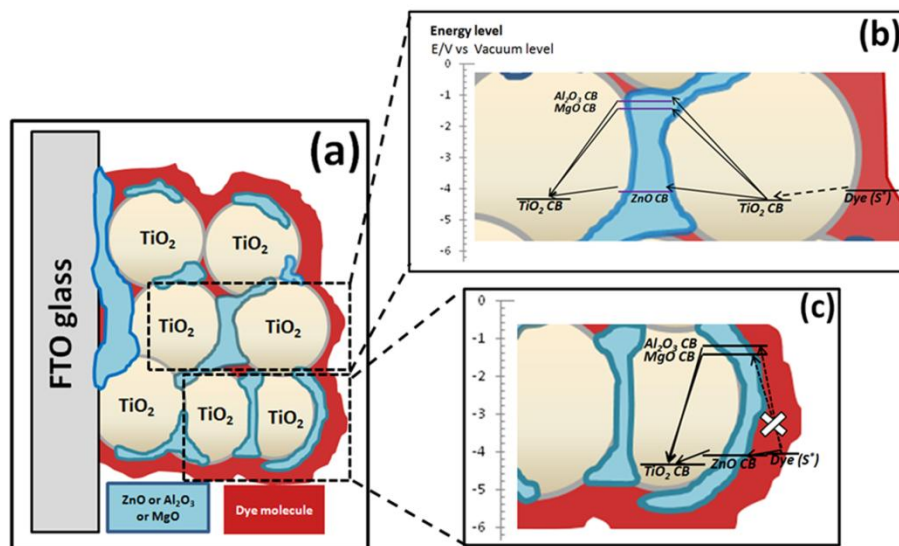 (a)
FTO glass
TiO₂
TiO₂
TiO₂
TiO₂
TiO₂
TiO₂
TiO₂
ZnO or Al₂O₃
or MgO
Dye molecule
(b)
Energy level
E/V vs Vacuum level
0
-1
-2
-3
-4
-5
-6
Al₂O₃ CB
MgO CB
TiO₂ CB
ZnO CB
TiO₂ CB
Dye (S*)
(c)
0
-1
-2
-3
-4
-5
-6
Al₂O₃ CB
MgO CB
TiO₂ CB
ZnO CB
Dye (S*)